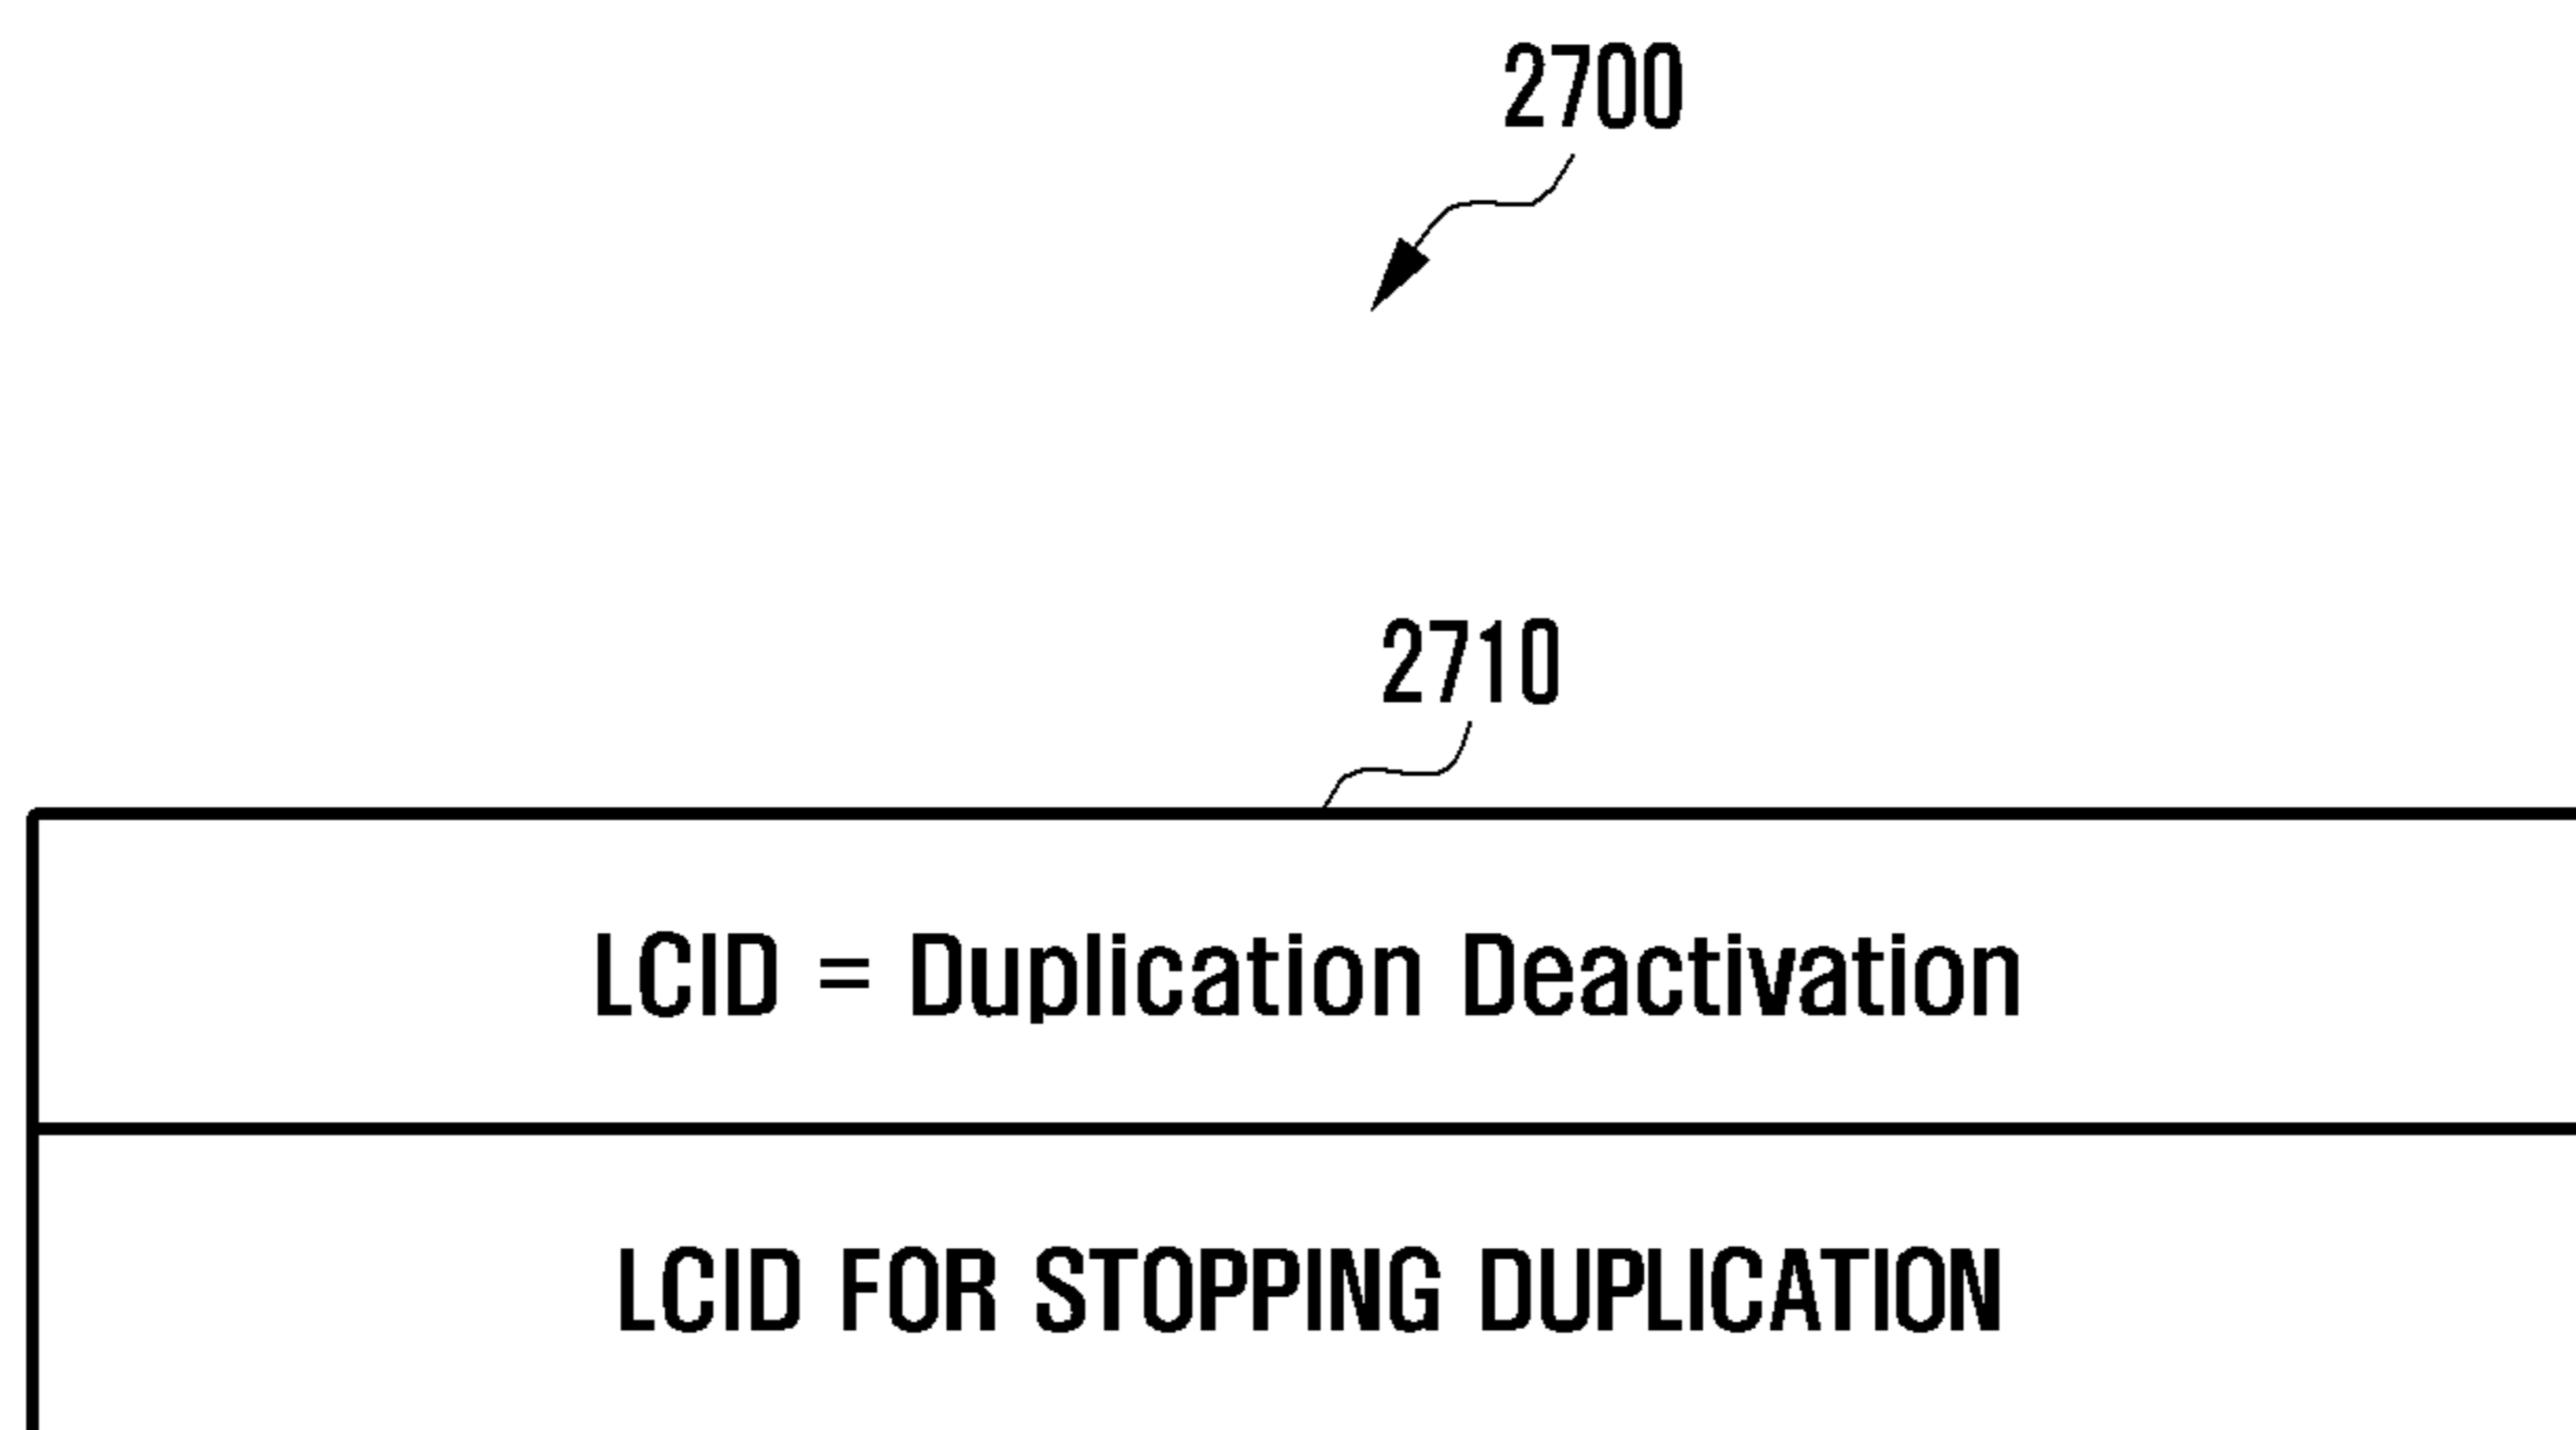 2700
2710
LCID = Duplication Deactivation
LCID FOR STOPPING DUPLICATION